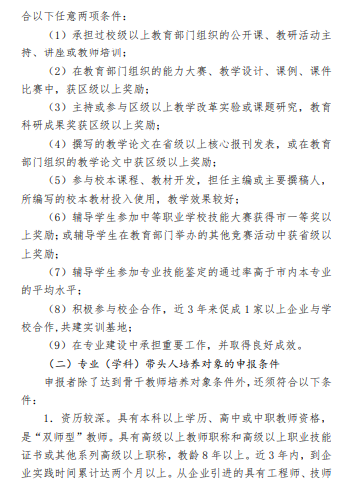 合以下任意两项条件：
（1）承担过校级以上教育部门组织的公开课、教研活动主
持、讲座或教师培训；
（2）在教育部门组织的能力大赛、教学设计、课例、课件
比赛中，获区级以上奖励；
（3）主持或参与区级以上教学改革实验或课题研究，教育
科研成果奖获区级以上奖励；
（4）撰写的教学论文在省级以上核心报刊发表，或在教育
部门组织的教学论文中获区级以上奖励；
（5）参与校本课程、教材开发，担任主编或主要撰稿人，
所编写的校本教材投入使用，教学效果较好；
（6）辅导学生参加中等职业学校技能大赛获得市一等奖以
上奖励；或辅导学生在教育部门举办的其他竞赛活动中获省级以
上奖励；
（7）辅导学生参加专业技能鉴定的通过率高于市内本专业
的平均水平；
（8）积极参与校企合作，近 3 年来促成 1 家以上企业与学
校合作，共建实训基地；
（9）在专业建设中承担重要工作，并取得良好成效。
（二）专业（学科）带头人培养对象的申报条件
申报者除了达到骨干教师培养对象条件外，还须符合以下条
件：
1．资历较深。具有本科以上学历、高中或中职教师资格，
是“双师型”教师。具有高级以上教师职称和高级以上职业技能
证书或其他系列高级以上职称，教龄 8 年以上。近 3 年内，到企
业实践时间累计达两个月以上。从企业引进的具有工程师、技师